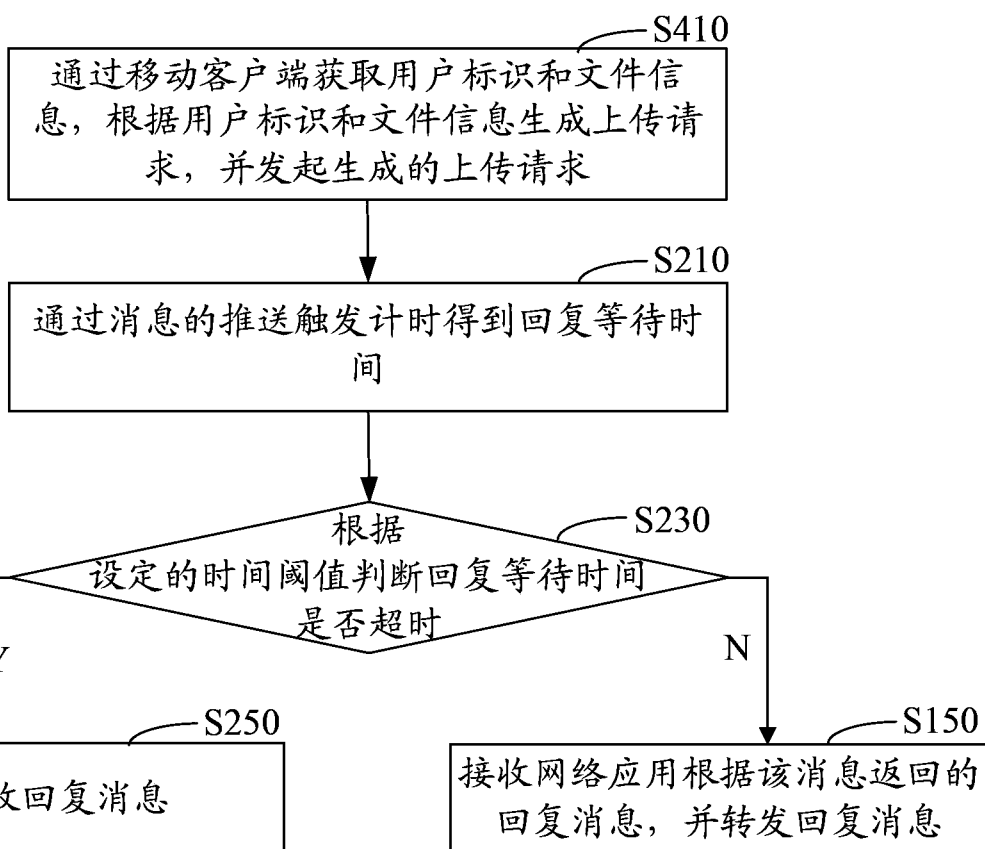 S410
通过移动客户端获取用户标识和文件信
息，根据用户标识和文件信息生成上传请
求，并发起生成的上传请求
S210
通过消息的推送触发计时得到回复等待时
间
S230
根据
设定的时间阈值判断回复等待时间
是否超时
Y
N
S250
收回复消息
S150
接收网络应用根据该消息返回的
回复消息，并转发回复消息